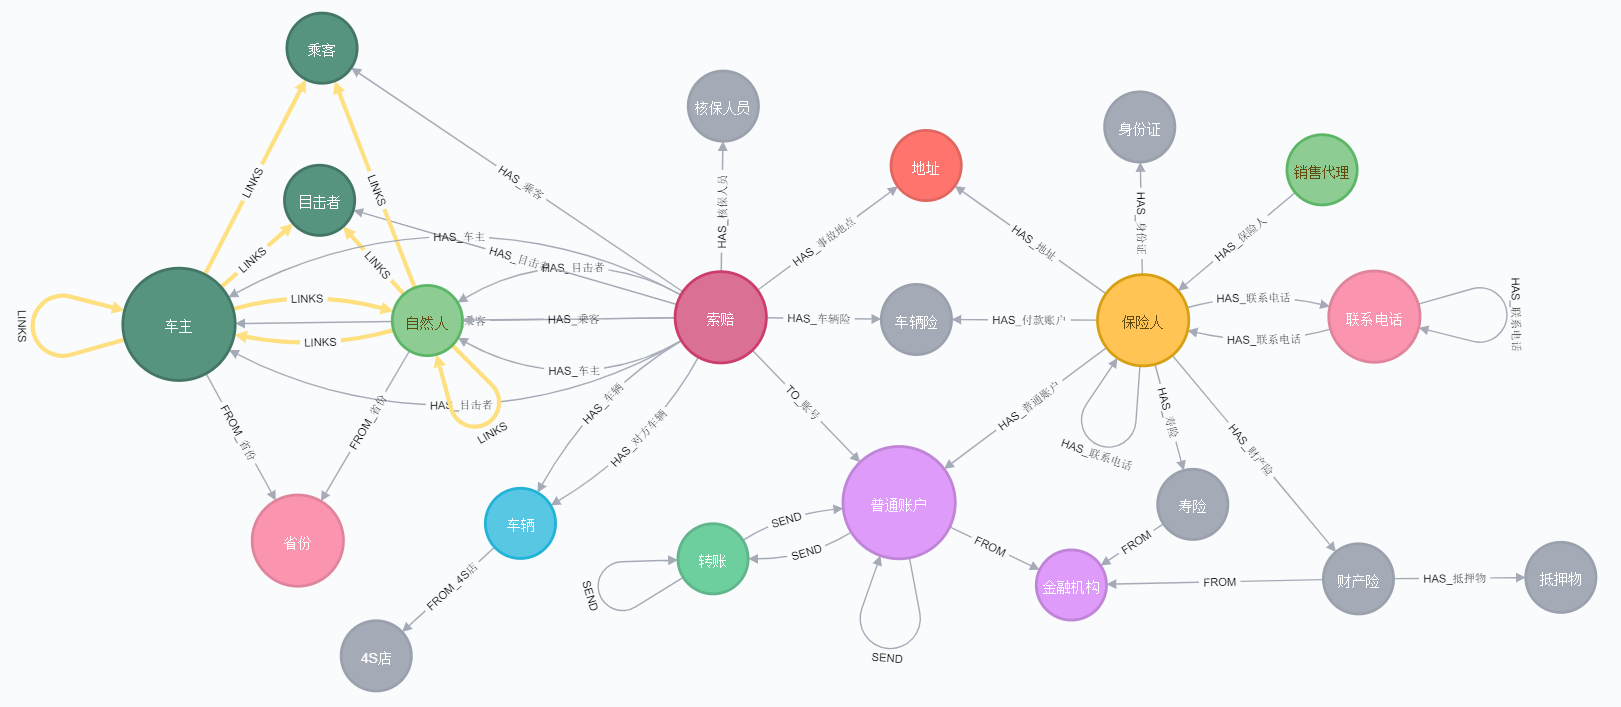 乘客
核保人员
身份证
地址
销售代理
LINKS
LINKS
HAS_乘客
目击者
HAS_核保人员
HAS_身份证
HAS_事故地点
HAS_地址
HAS_保险人
HAS_车主
LINKS
LINKS
HAS_目击者
HAS_目击者
LINKS
LINKS
车主
自然人
乘客
HAS_乘客
索赔
HAS_车辆险
车辆险
HAS_付款账户
保险人
HAS_联系电话
联系电话
HAS_联系电话
HAS_联系电话
LINKS
HAS_车主
HAS_目击者
FROM_省份
FROM_省份
LINKS
HAS_车辆
HAS_对方车辆
TO_账号
HAS_普通账户
HAS_联系电话
HAS_寿险
HAS_财产险
省份
车辆
普通账户
寿险
SEND
SEND
转账
SEND
FROM
FROM
金融机构
FROM
财产险
HAS_抵押物
抵押物
FROM_4S店
4S店
SEND